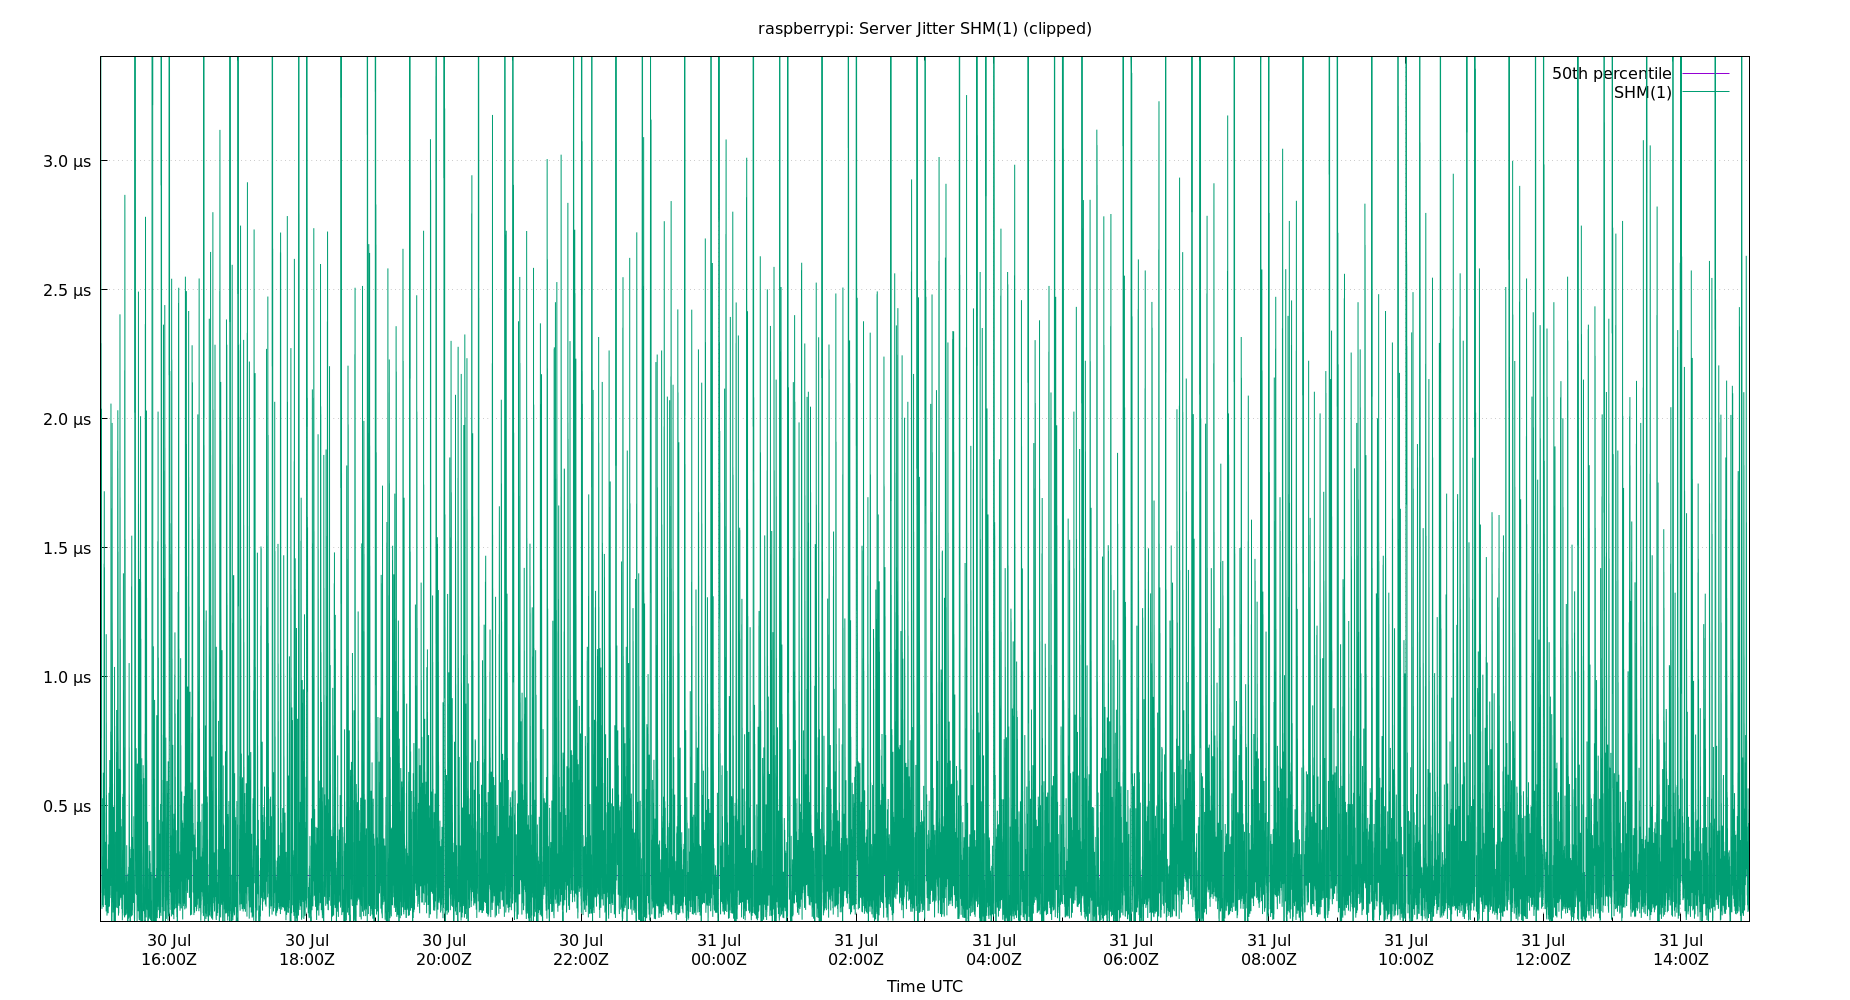 raspberrypi: Server Jitter SHM(1) (clipped)
50th percentile
SHM(1)
3.0 µs
2.5 µs
2.0 µs
1.5 µs
1.0 µs
0.5 µs
30 Jul 30 Jul 30 Jul 30 Jul 31 Jul 31 Jul 31 Jul 31 Jul 31 Jul 31 Jul 31 Jul 31 Jul
16:00Z 18:00Z 20:00Z 22:00Z 00:00Z 02:00Z 04:00Z 06:00Z 08:00Z 10:00Z 12:00Z 14:00Z
Time UTC